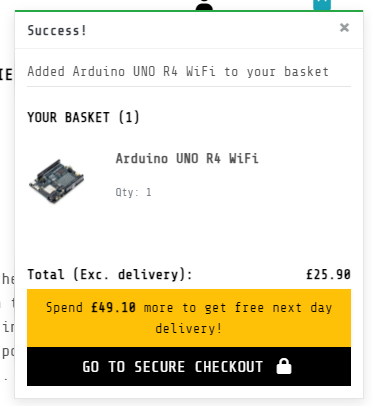 Success!
×
Added Arduino UNO R4 WiFi to your basket
YOUR BASKET (1)
Arduino UNO R4 WiFi
Qty: 1
Total (Exc. delivery): £25.90
Spend £49.10 more to get free next day
delivery!
GO TO SECURE CHECKOUT